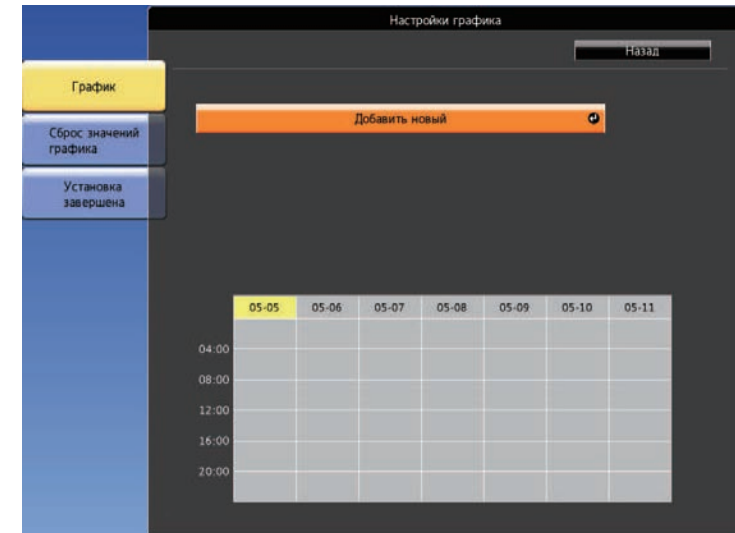 Настройки графика
Назад
График
Добавить новый
Сброс значений
графика
Установка
завершена
05-05 05-06 05-07 05-08 05-09 05-10 05-11
04:00
08:00
12:00
16:00
20:00